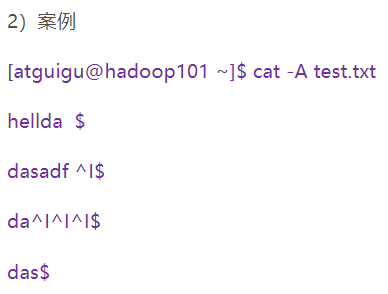 2）案例
[atguigu@hadoop101 ~]$ cat -A test.txt
hellda  $
dasadf ^I$
da^I^I^I$
das$